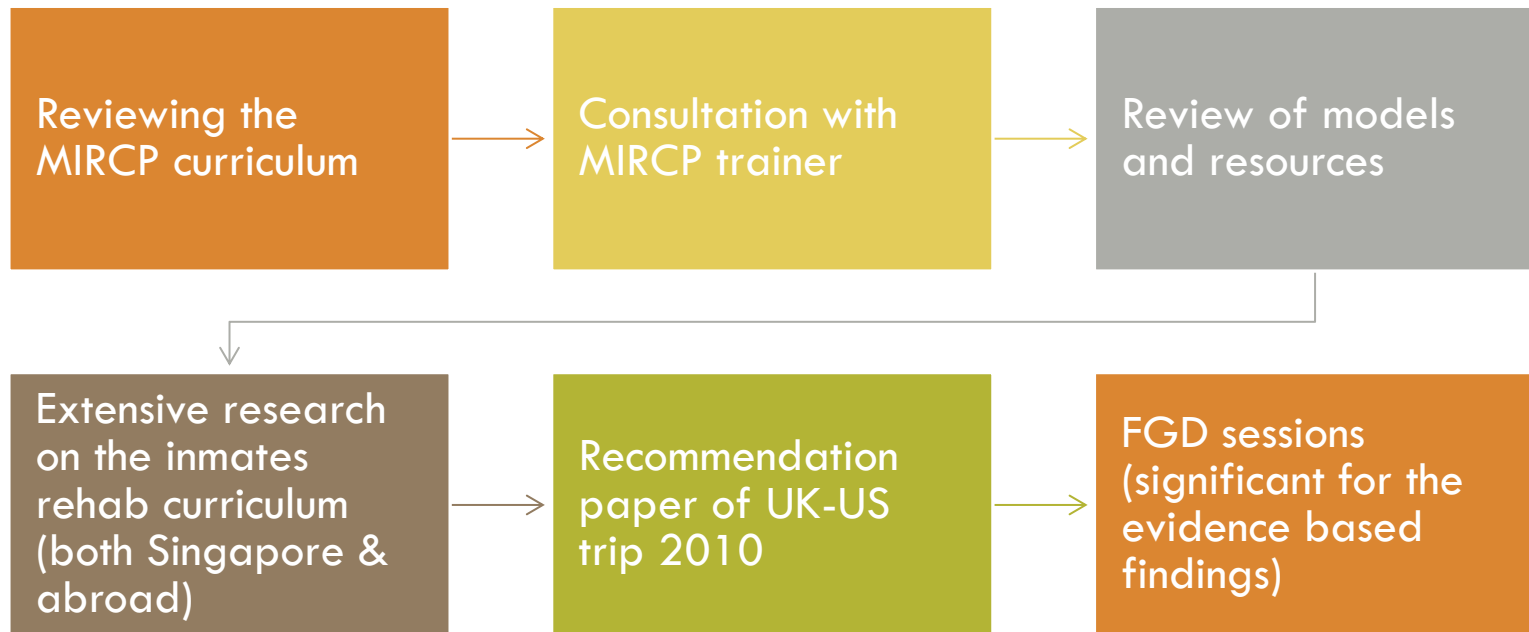 Reviewing the
MIRCP curriculum
Consultation with
MIRCP trainer
Review of models
and resources
Extensive research
on the inmates
rehab curriculum
(both Singapore &
abroad)
Recommendation
paper of UK-US
trip 2010
FGD sessions
(significant for the
evidence based
findings)